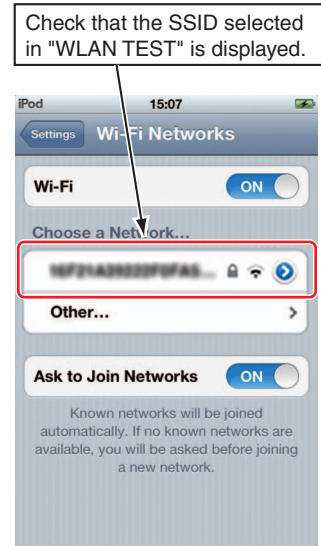 Check that the SSID selected
in "WLAN TEST" is displayed.
iPod 15:07
Settings Wi-Fi Networks
Wi-Fi ON
Choose a Network...
Other...
Ask to Join Networks ON
Known networks will be joined
automatically. If no known networks are
available, you will be asked before joining
a new network.